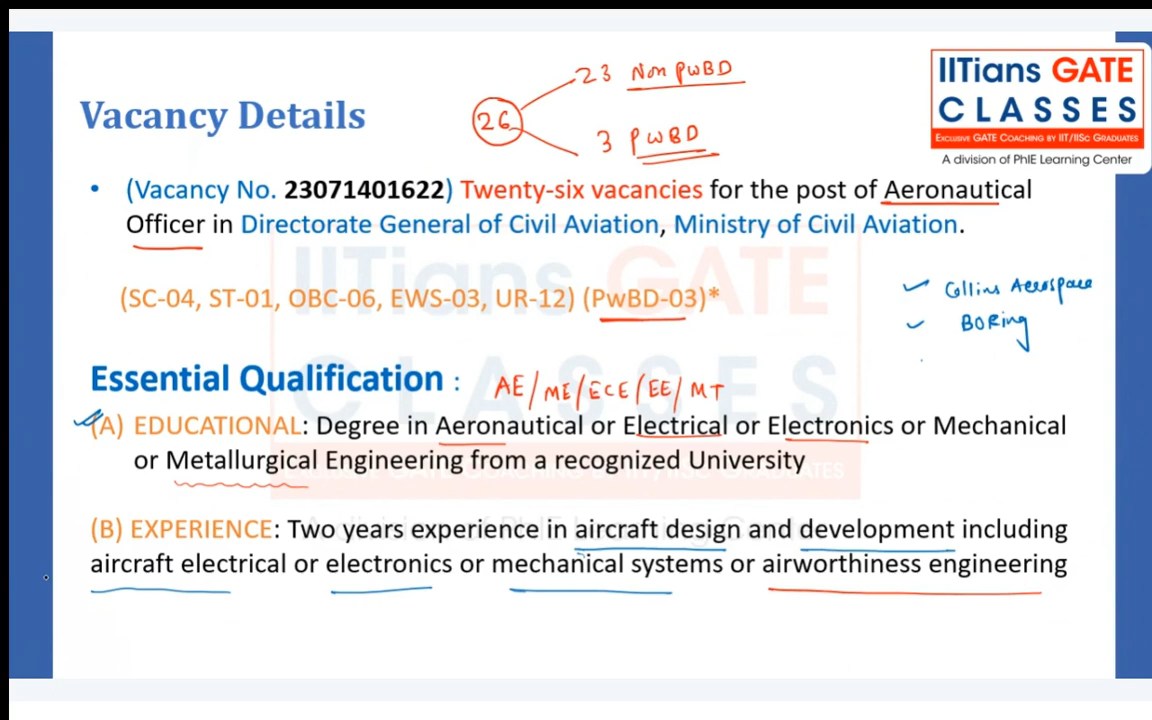 23 Non PwBD
IITians GATE
CLASSES
EXCLUSIVE GATE COACHING BY IIT/IISC GRADUATES
A division of PhIE Learning Center
Vacancy Details
26
3 PwBD
• (Vacancy No. 23071401622) Twenty-six vacancies for the post of Aeronautical
Officer in Directorate General of Civil Aviation, Ministry of Civil Aviation.
(SC-04, ST-01, OBC-06, EWS-03, UR-12) (PwBD-03)*
Collins Aerospace
BORing
Essential Qualification :
AE/ME/ECE/EE/MT
(A) EDUCATIONAL: Degree in Aeronautical or Electrical or Electronics or Mechanical
or Metallurgical Engineering from a recognized University
(B) EXPERIENCE: Two years experience in aircraft design and development including
aircraft electrical or electronics or mechanical systems or airworthiness engineering
IITians GATE
CLASSES